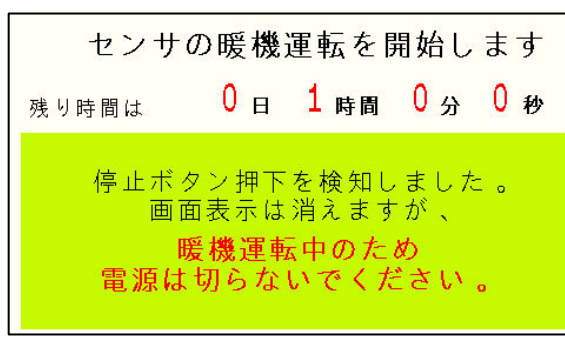 センサの暖機運転を開始します
残り時間は 0日 1時間 0分 0秒
停止ボタン押下を検知しました。
画面表示は消えますが、
暖機運転中のため
電源は切らないでください。